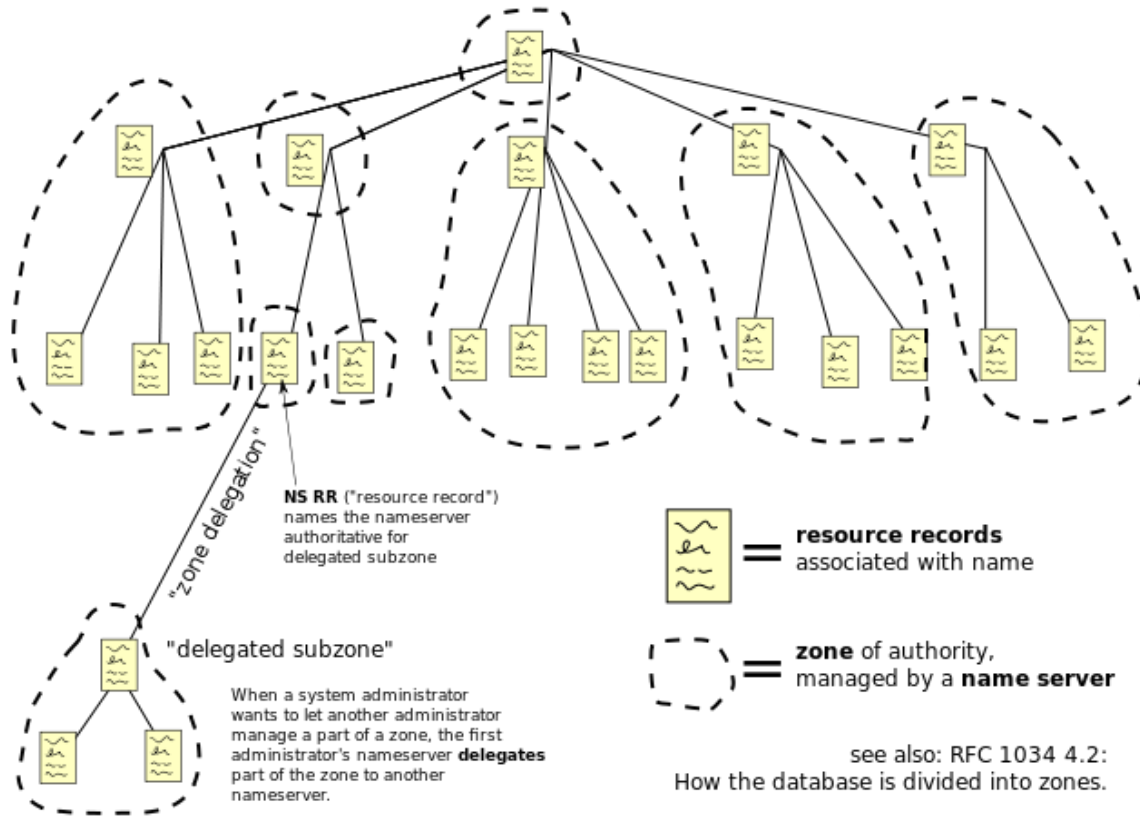 "zone delegation"
NS RR ("resource record")
names the nameserver
authoritative for
delegated subzone
resource records
associated with name
"delegated subzone"
zone of authority,
managed by a name server
When a system administrator
wants to let another administrator
manage a part of a zone, the first
administrator's nameserver delegates
part of the zone to another
nameserver.
see also: RFC 1034 4.2:
How the database is divided into zones.